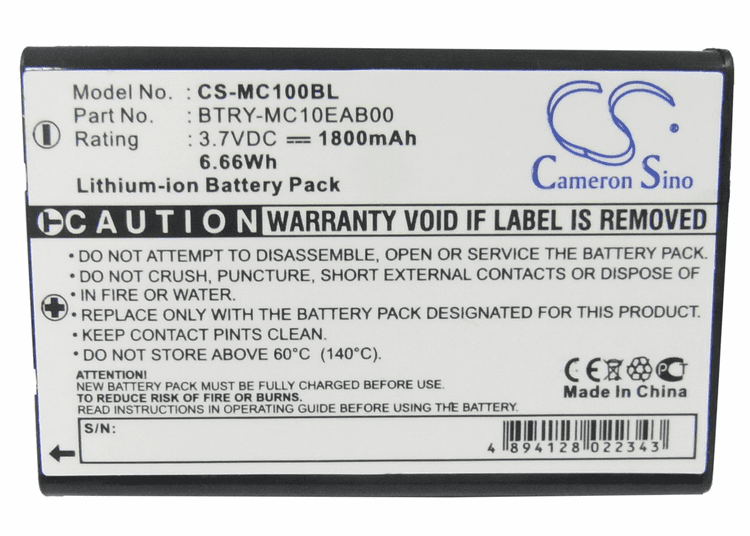 Model No. : CS-MC100BL
Part No. : BTRY-MC10EAB00
Rating : 3.7VDC ⎓ 1800mAh
6.66Wh
Lithium-ion Battery Pack
CS
Cameron Sino
CAUTION WARRANTY VOID IF LABEL IS REMOVED
• DO NOT ATTEMPT TO DISASSEMBLE, OPEN OR SERVICE THE BATTERY PACK.
• DO NOT CRUSH, PUNCTURE, SHORT EXTERNAL CONTACTS OR DISPOSE OF
• IN FIRE OR WATER.
• REPLACE ONLY WITH THE BATTERY PACK DESIGNATED FOR THIS PRODUCT.
• KEEP CONTACT PINTS CLEAN.
• DO NOT STORE ABOVE 60°C (140°C).
ATTENTION!
NEW BATTERY PACK MUST BE FULLY CHARGED BEFORE USE.
TO REDUCE RISK OF FIRE OR BURNS.
READ INSTRUCTIONS IN OPERATING GUIDE BEFORE USING THE BATTERY.
CE PCT
Made In China
S/N:
4 894128 022343